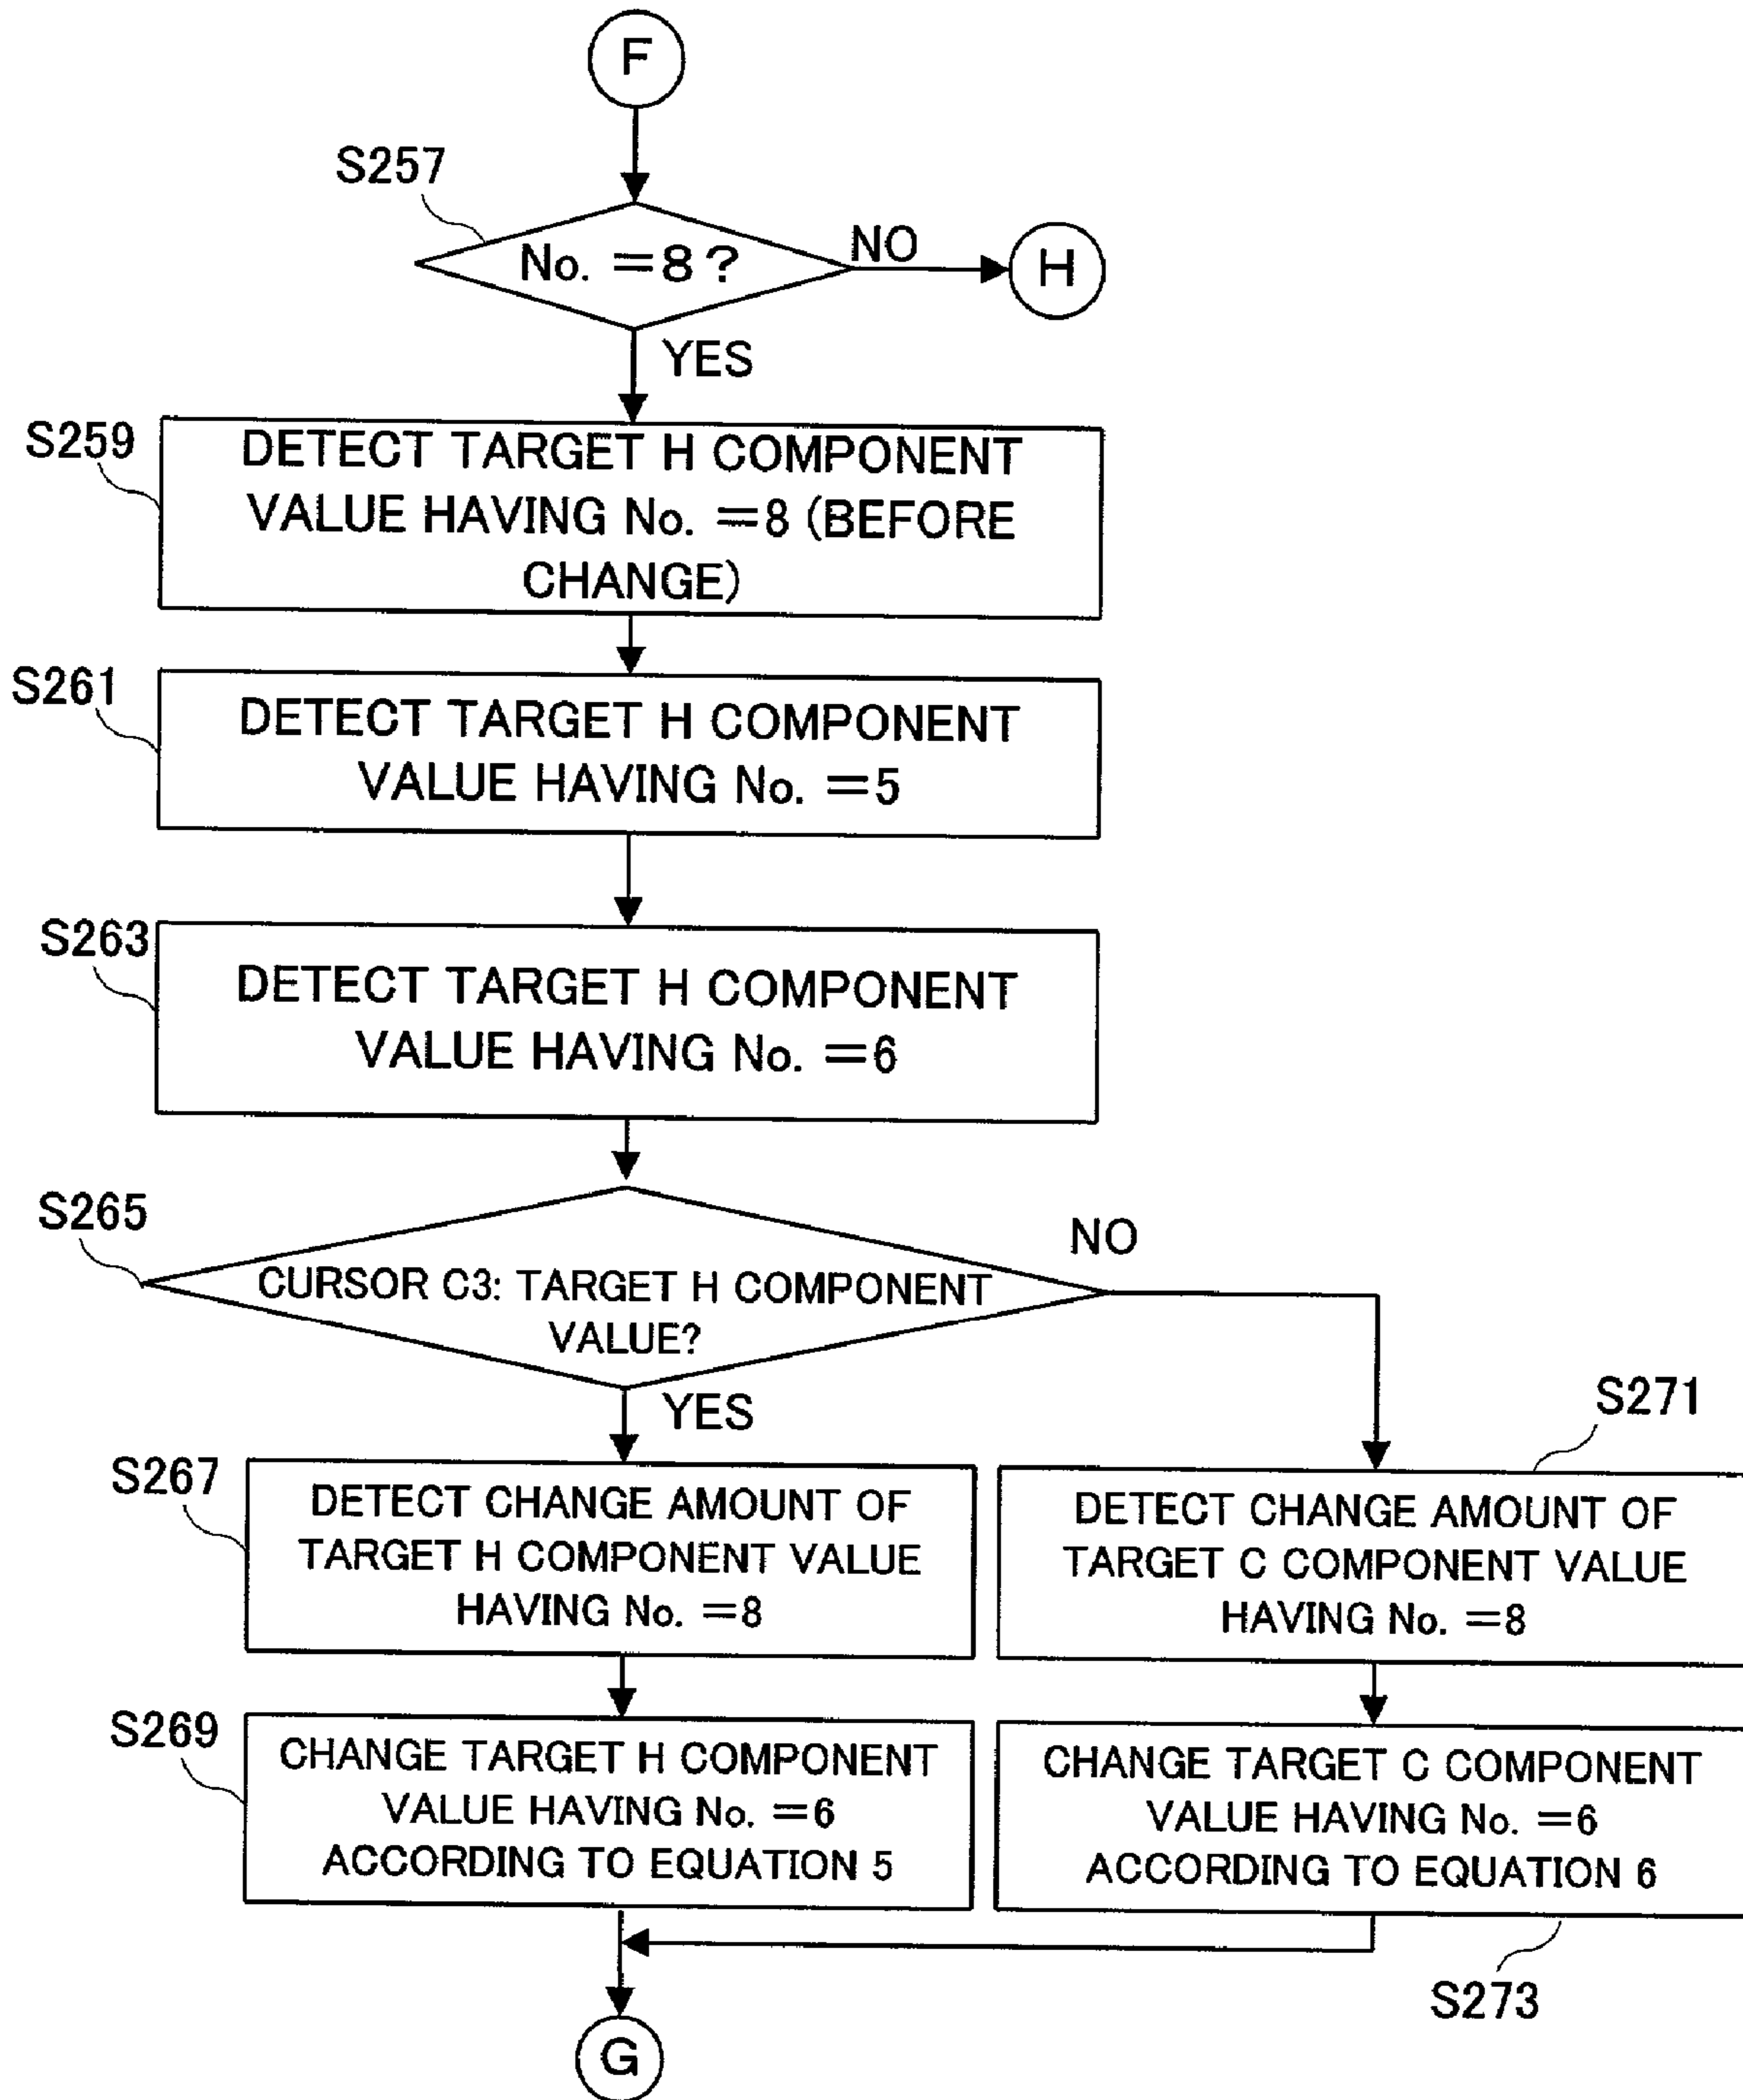 F
S257
No. =8?
NO
H
YES
S259
DETECT TARGET H COMPONENT
VALUE HAVING No. =8 (BEFORE
CHANGE)
S261
DETECT TARGET H COMPONENT
VALUE HAVING No. =5
S263
DETECT TARGET H COMPONENT
VALUE HAVING No. =6
S265
CURSOR C3: TARGET H COMPONENT
VALUE?
NO
YES
S267
DETECT CHANGE AMOUNT OF
TARGET H COMPONENT VALUE
HAVING No. =8
S271
DETECT CHANGE AMOUNT OF
TARGET C COMPONENT VALUE
HAVING No. =8
S269
CHANGE TARGET H COMPONENT
VALUE HAVING No. =6
ACCORDING TO EQUATION 5
CHANGE TARGET C COMPONENT
VALUE HAVING No. =6
ACCORDING TO EQUATION 6
S273
G